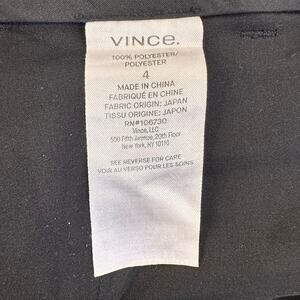 VINCE.
100% POLYESTER/
POLYESTER
4
MADE IN CHINA
FABRIQUÉ EN CHINE
FABRIC ORIGIN: JAPAN
TISSU ORIGINE: JAPON
RN#106730
Vince, LLC
500 Fifth Avenue, 20th Floor
New York, NY 10110
SEE REVERSE FOR CARE
VOIR AU VERSO POUR LES SOINS